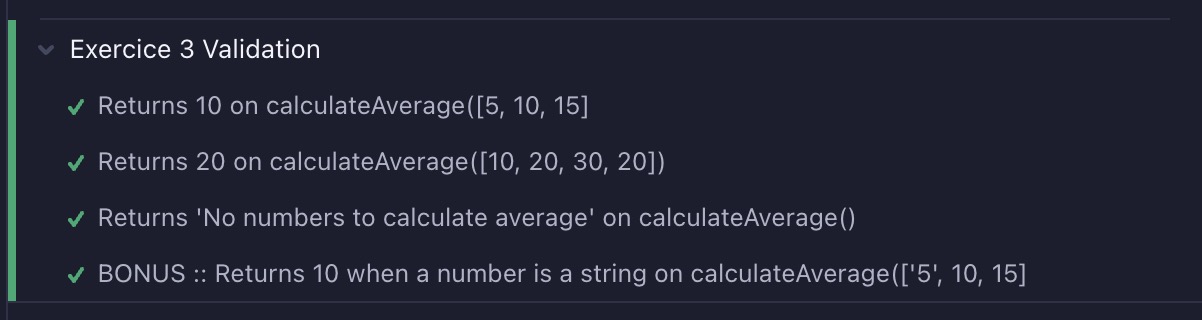 Exercice 3 Validation
Returns 10 on calculateAverage([5, 10, 15]
Returns 20 on calculateAverage([10, 20, 30, 20])
Returns 'No numbers to calculate average' on calculateAverage()
BONUS :: Returns 10 when a number is a string on calculateAverage(['5', 10, 15]